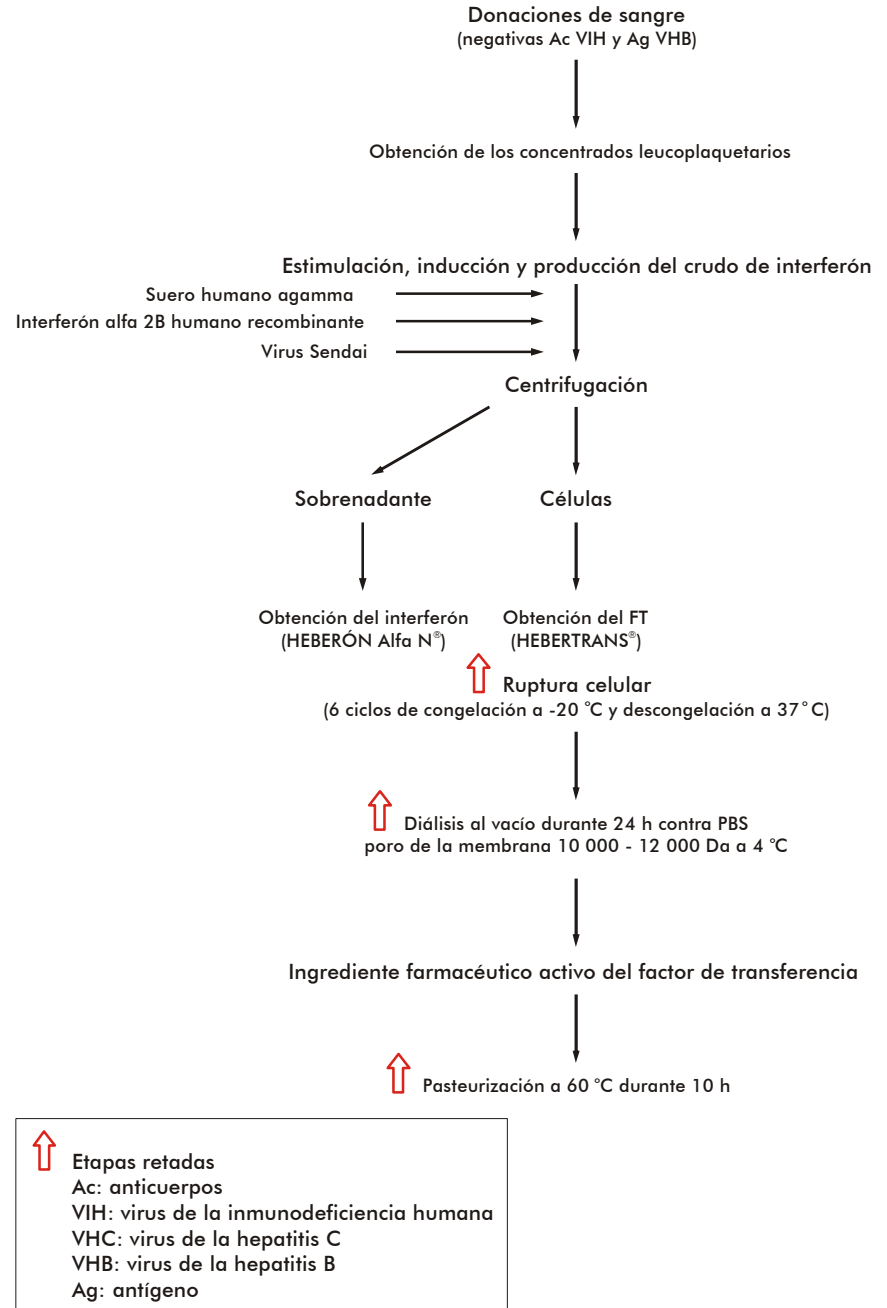 Donaciones de sangre
(negativas Ac VIH y Ag VHB)
Obtención de los concentrados leucoplaquetarios
Estimulación, inducción y producción del crudo de interferón
Suero humano agamma
Interferón alfa 2B humano recombinante
Virus Sendai
Centrifugación
Sobrenadante
Células
Obtención del interferón
(HEBERÓN Alfa N®)
Obtención del FT
(HEBERTRANS®)
Ruptura celular
(6 ciclos de congelación a -20 °C y descongelación a 37°C)
Diálisis al vacío durante 24 h contra PBS
poro de la membrana 10 000 - 12 000 Da a 4 °C
Ingrediente farmacéutico activo del factor de transferencia
Pasteurización a 60 °C durante 10 h
Etapas retadas
Ac: anticuerpos
VIH: virus de la inmunodeficiencia humana
VHC: virus de la hepatitis C
VHB: virus de la hepatitis B
Ag: antígeno